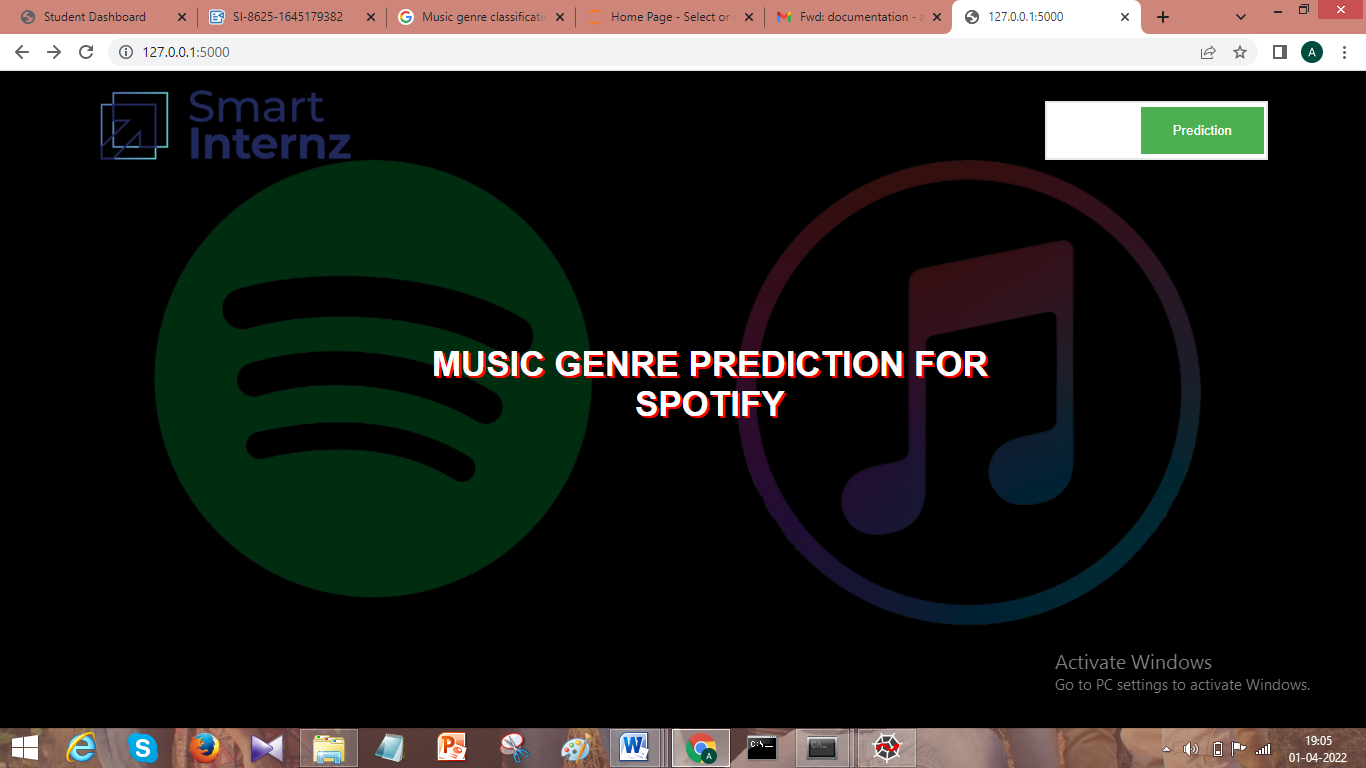 Student Dashboard
SI-8625-1645179382
Music genre classificati
Home Page - Select or
Fwd: documentation - a
127.0.0.1:5000
127.0.0.1:5000
A
Smart
Internz
Prediction
MUSIC GENRE PREDICTION FOR
SPOTIFY
Activate Windows
Go to PC settings to activate Windows.
19:05
01-04-2022